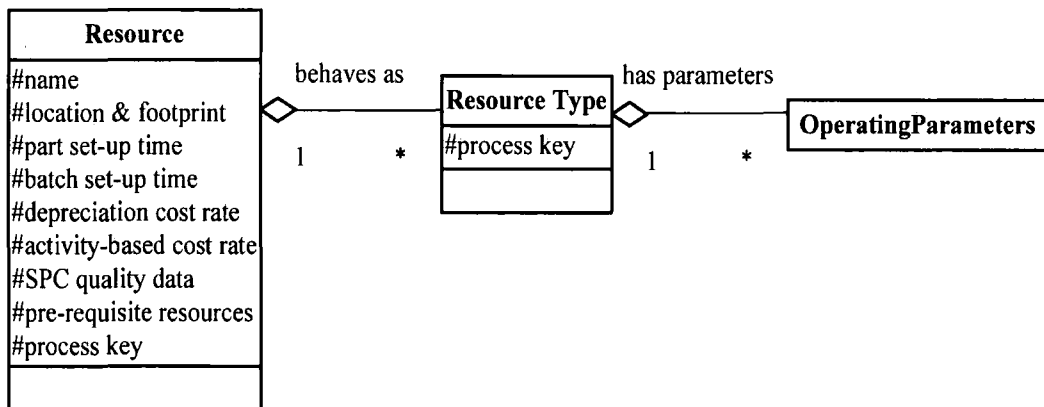 Resource
#name
#location & footprint
#part set-up time
#batch set-up time
#depreciation cost rate
#activity-based cost rate
#SPC quality data
#pre-requisite resources
#process key
behaves as
1 *
Resource Type
#process key
has parameters
1 *
OperatingParameters